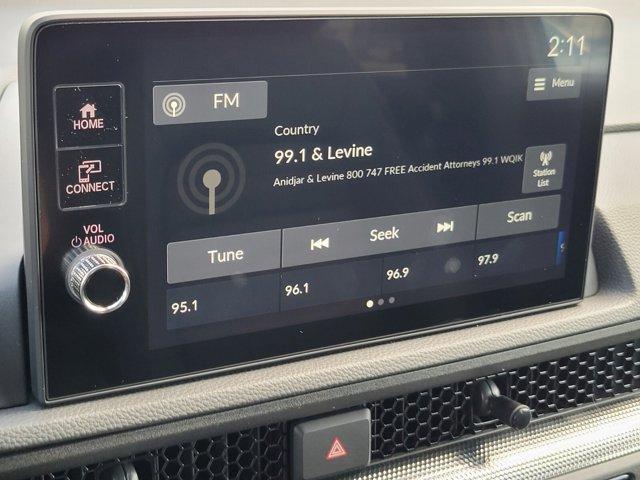 2:11
Menu
FM
HOME
CONNECT
VOL
AUDIO
Country
99.1 & Levine
Anidjar & Levine 800 747 FREE Accident Attorneys 99.1 WQIK
Station
List
Tune
Seek
Scan
95.1
96.1
96.9
97.9